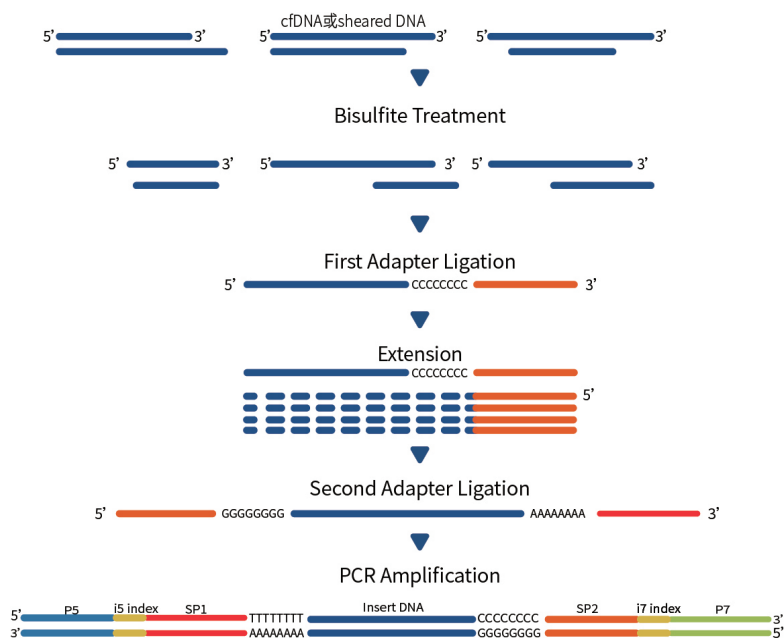 cfDNA或sheared DNA
5’ 3’ 5’ 3’ 5’ 3’
Bisulfite Treatment
5’ 3’ 5’ 3’ 5’ 3’
First Adapter Ligation
5’ CCCCCCCC 3’
Extension
CCCCCCCC
5’
Second Adapter Ligation
5’ GGGGGGGG AAAAAAAA 3’
PCR Amplification
P5 i5 index SP1 Insert DNA SP2 i7 index P7
5’ TTTTTTTT CCCCCCCC 3’
3’ AAAAAAAA GGGGGGGG 5’